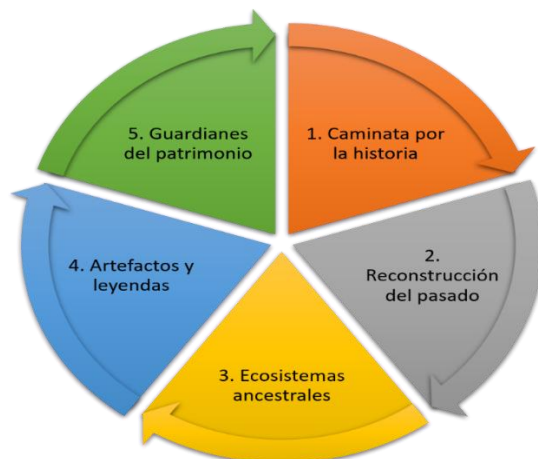 1. Caminata por
la historia
2.
Reconstrucción
del pasado
3. Ecosistemas
ancestrales
4. Artefactos y
leyendas
5. Guardianes
del patrimonio